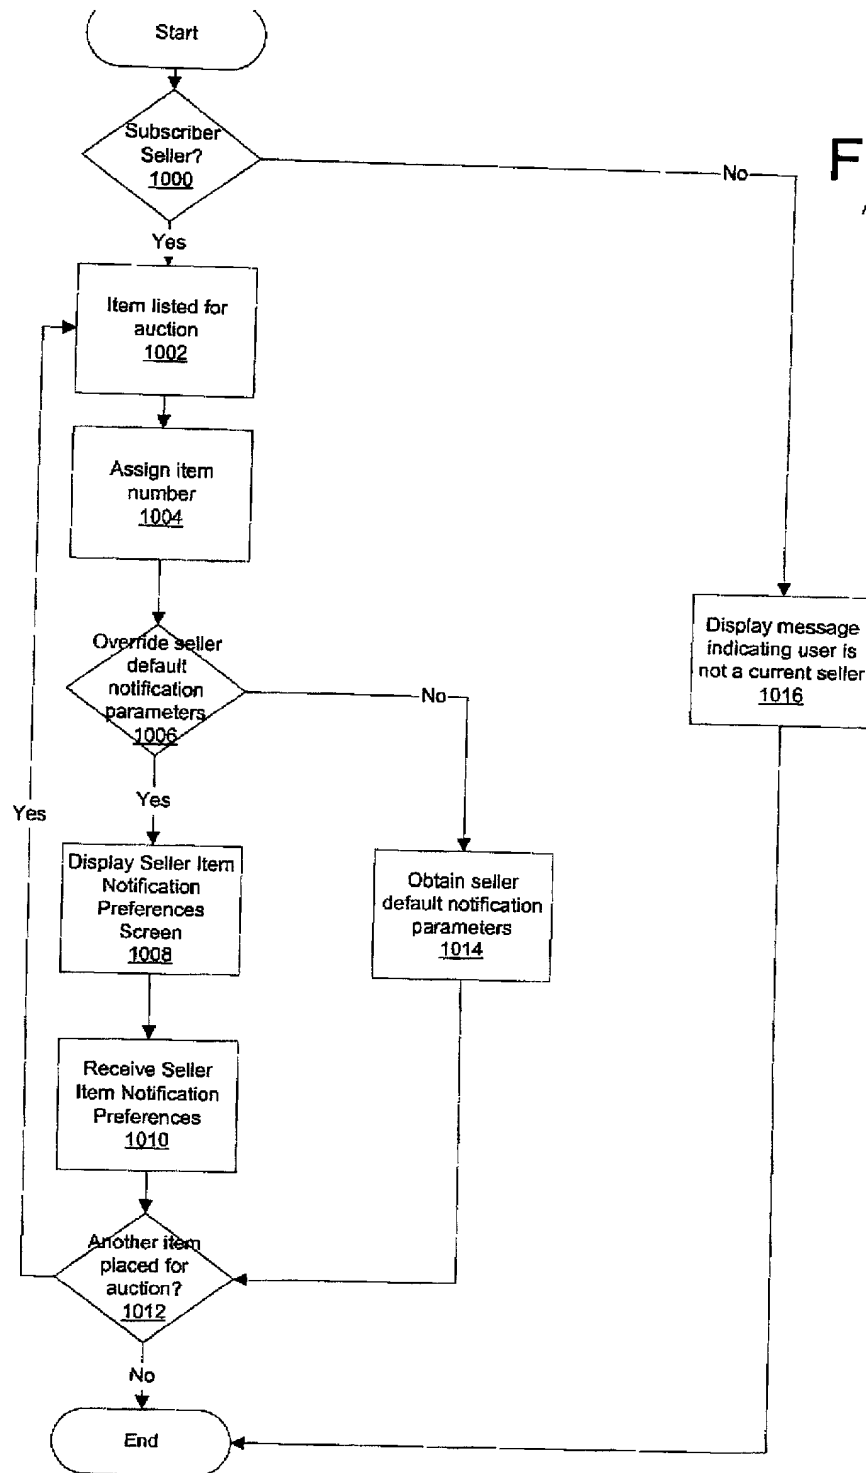 Start
Subscriber
Seller?
1000
No
F
Yes
Item listed for
auction
1002
Assign item
number
1004
Override seller
default
notification
parameters
1006
No
Display message
indicating user is
not a current seller
1016
Yes
Yes
Display Seller Item
Notification
Preferences
Screen
1008
Obtain seller
default notification
parameters
1014
Receive Seller
Item Notification
Preferences
1010
Another item
placed for
auction?
1012
No
End